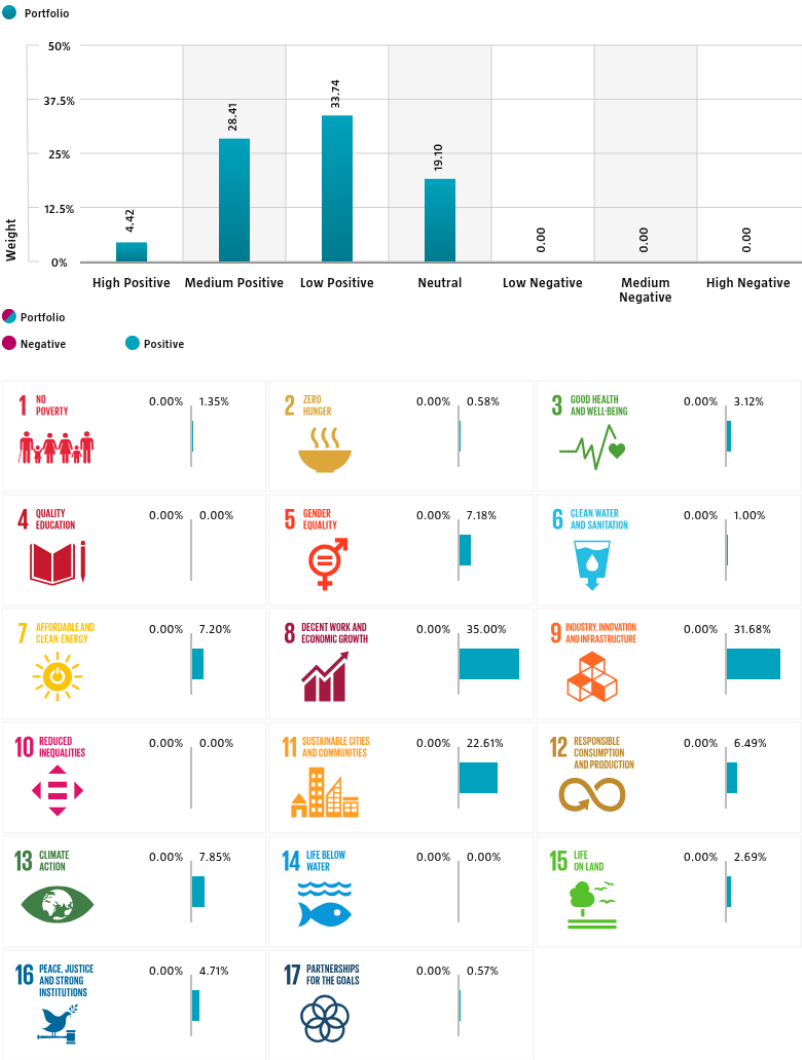 Portfolio
50%
37.5%
25%
12.5%
0%
Weight
4.42
28.41
33.74
19.10
0.00
0.00
0.00
High Positive
Medium Positive
Low Positive
Neutral
Low Negative
Medium
Negative
High Negative
Portfolio
Negative
Positive
1 NO
POVERTY
0.00% 1.35%
2 ZERO
HUNGER
0.00% 0.58%
3 GOOD HEALTH
AND WELL-BEING
0.00% 3.12%
4 QUALITY
EDUCATION
0.00% 0.00%
5 GENDER
EQUALITY
0.00% 7.18%
6 CLEAN WATER
AND SANITATION
0.00% 1.00%
7 AFFORDABLE AND
CLEAN ENERGY
0.00% 7.20%
8 DECENT WORK AND
ECONOMIC GROWTH
0.00% 35.00%
9 INDUSTRY, INNOVATION
AND INFRASTRUCTURE
0.00% 31.68%
10 REDUCED
INEQUALITIES
0.00% 0.00%
11 SUSTAINABLE CITIES
AND COMMUNITIES
0.00% 22.61%
12 RESPONSIBLE
CONSUMPTION
AND PRODUCTION
0.00% 6.49%
13 CLIMATE
ACTION
0.00% 7.85%
14 LIFE BELOW
WATER
0.00% 0.00%
15 LIFE
ON LAND
0.00% 2.69%
16 PEACE, JUSTICE
AND STRONG
INSTITUTIONS
0.00% 4.71%
17 PARTNERSHIPS
FOR THE GOALS
0.00% 0.57%